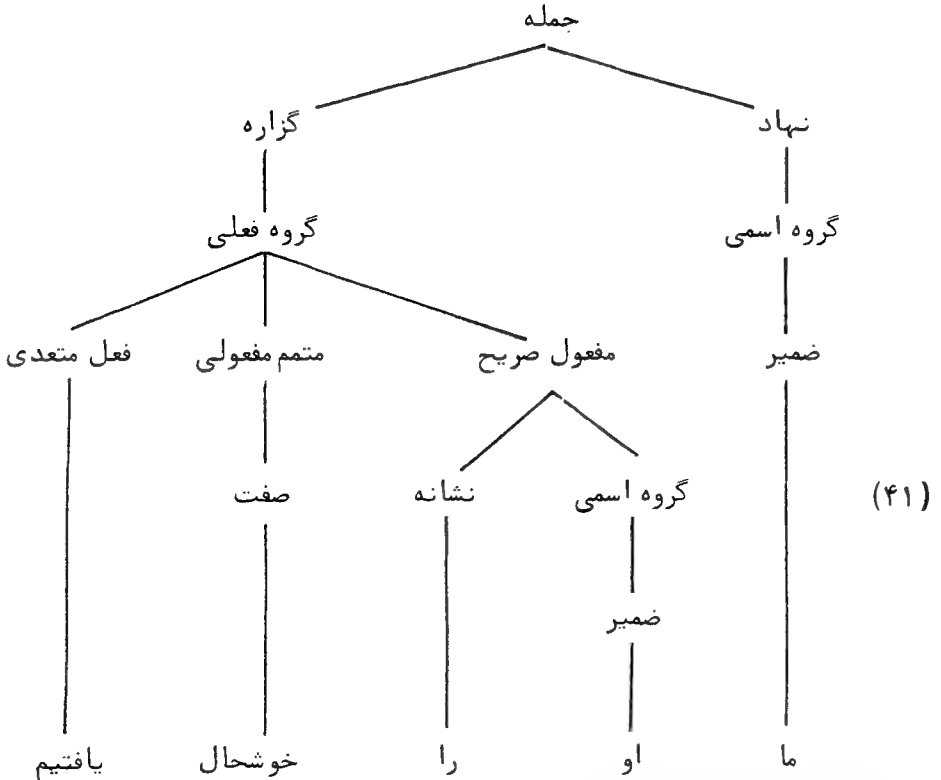 جمله
نهاد گزاره
گروه اسمی گروه فعلی
ضمیر مفعول صریح متمم مفعولی فعل متعدی
(۴۱) گروه اسمی نشانه صفت
ضمیر
ما او را خوشحال یافتیم